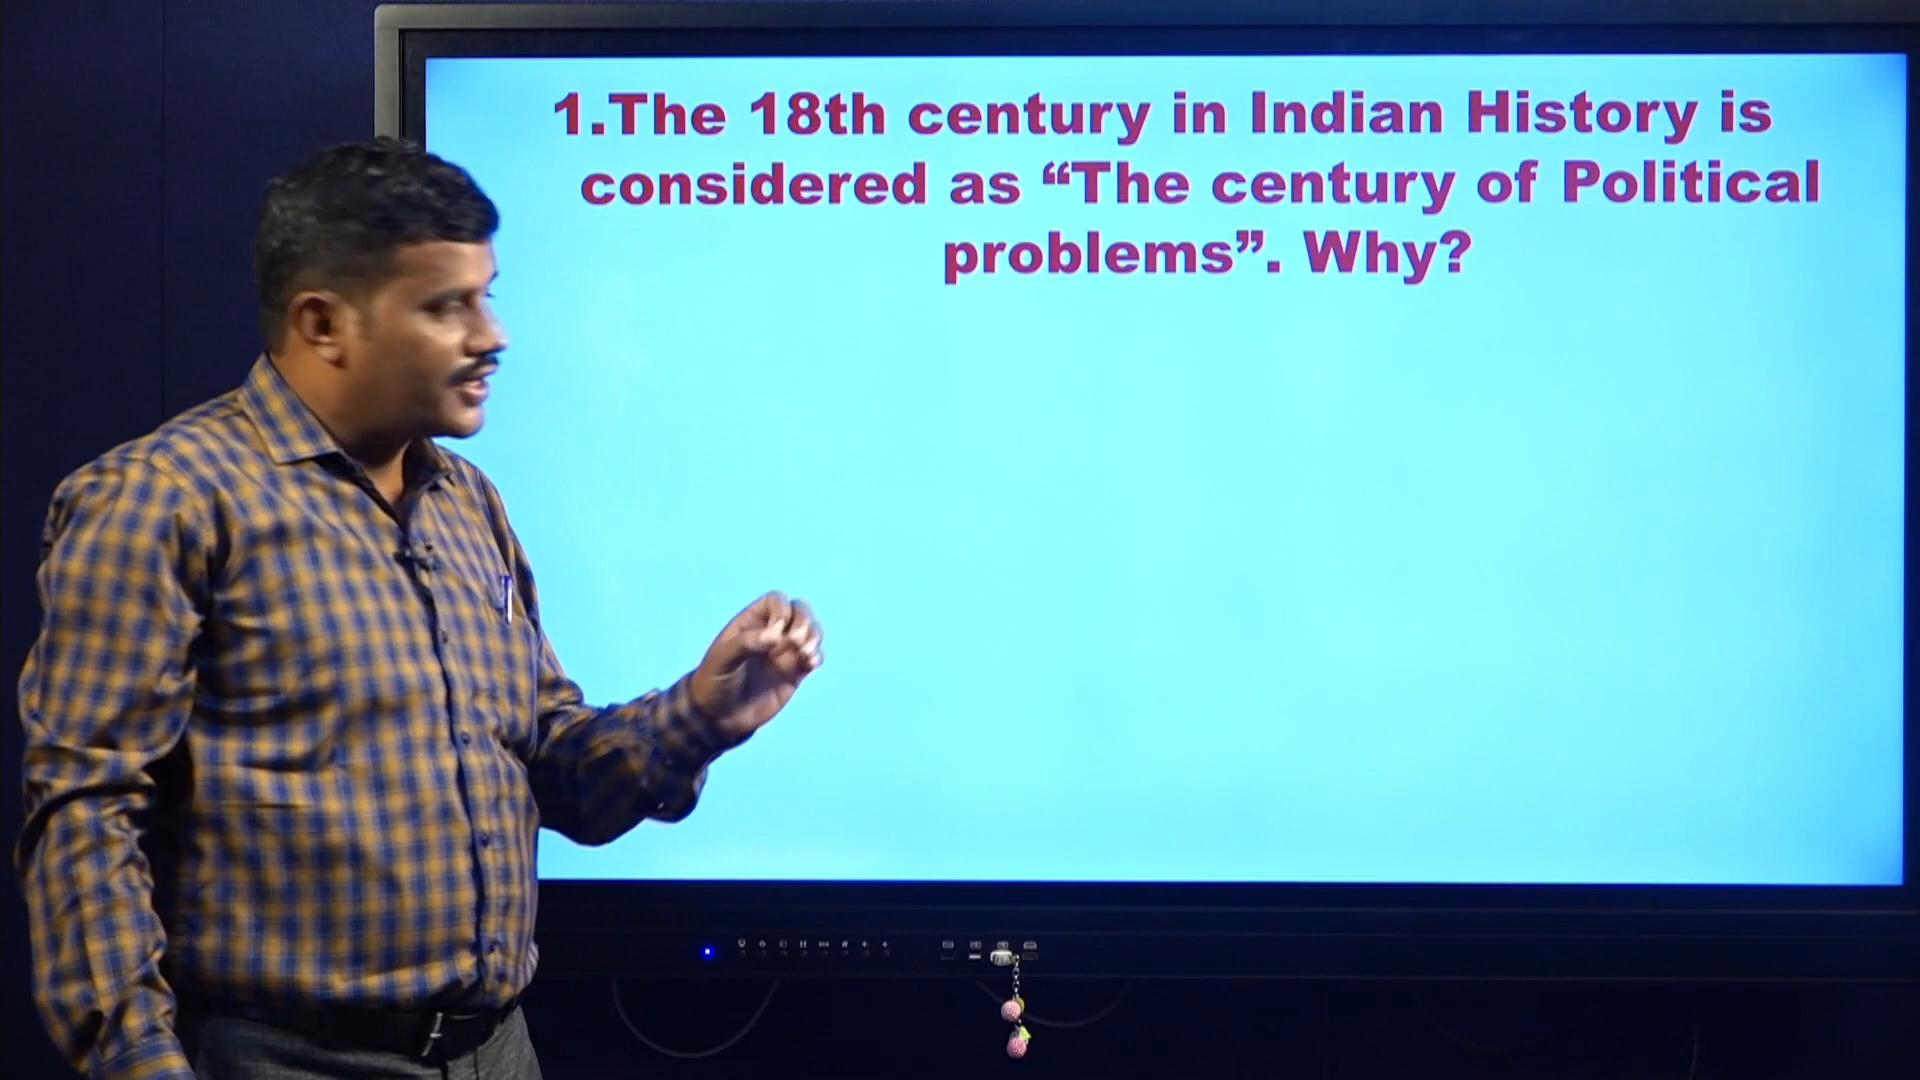 1.The 18th century in Indian History is
considered as “The century of Political
problems”. Why?